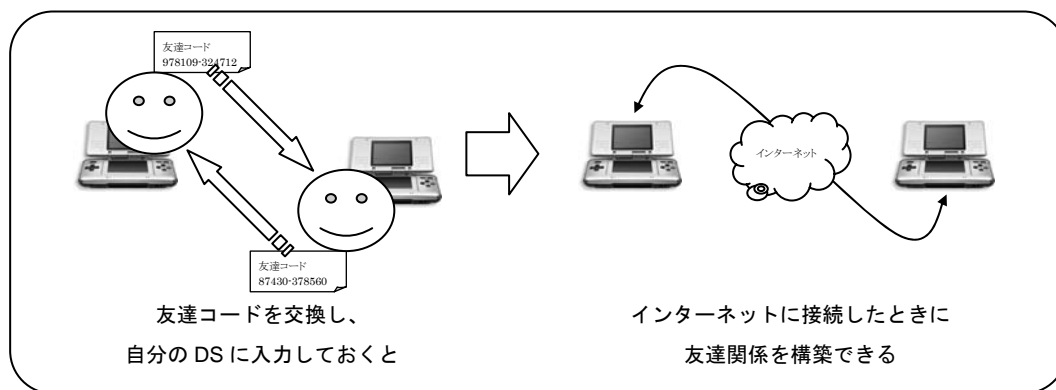 友達コード
978109-324712
インターネット
友達コード
87430-378560
友達コードを交換し、
自分の DS に入力しておくと
インターネットに接続したときに
友達関係を構築できる